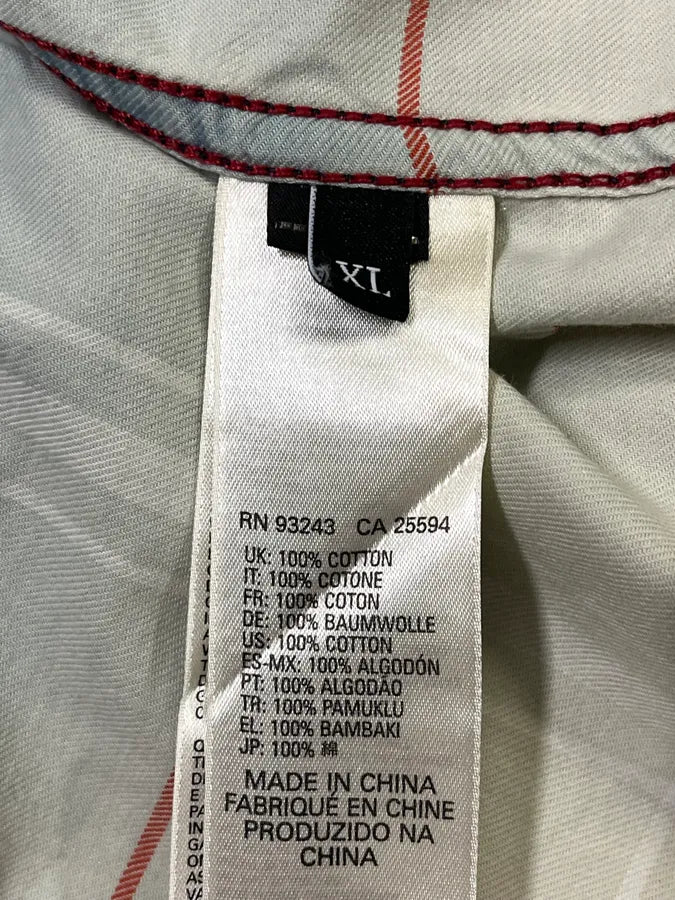 XL
RN 93243 CA 25594
UK: 100% COTTON
IT: 100% COTONE
FR: 100% COTON
DE: 100% BAUMWOLLE
US: 100% COTTON
ES-MX: 100% ALGODÓN
PT: 100% ALGODÃO
TR: 100% PAMUKLU
EL: 100% BAMBAKI
JP: 100% 綿
MADE IN CHINA
FABRIQUÉ EN CHINE
PRODUZIDO NA
CHINA